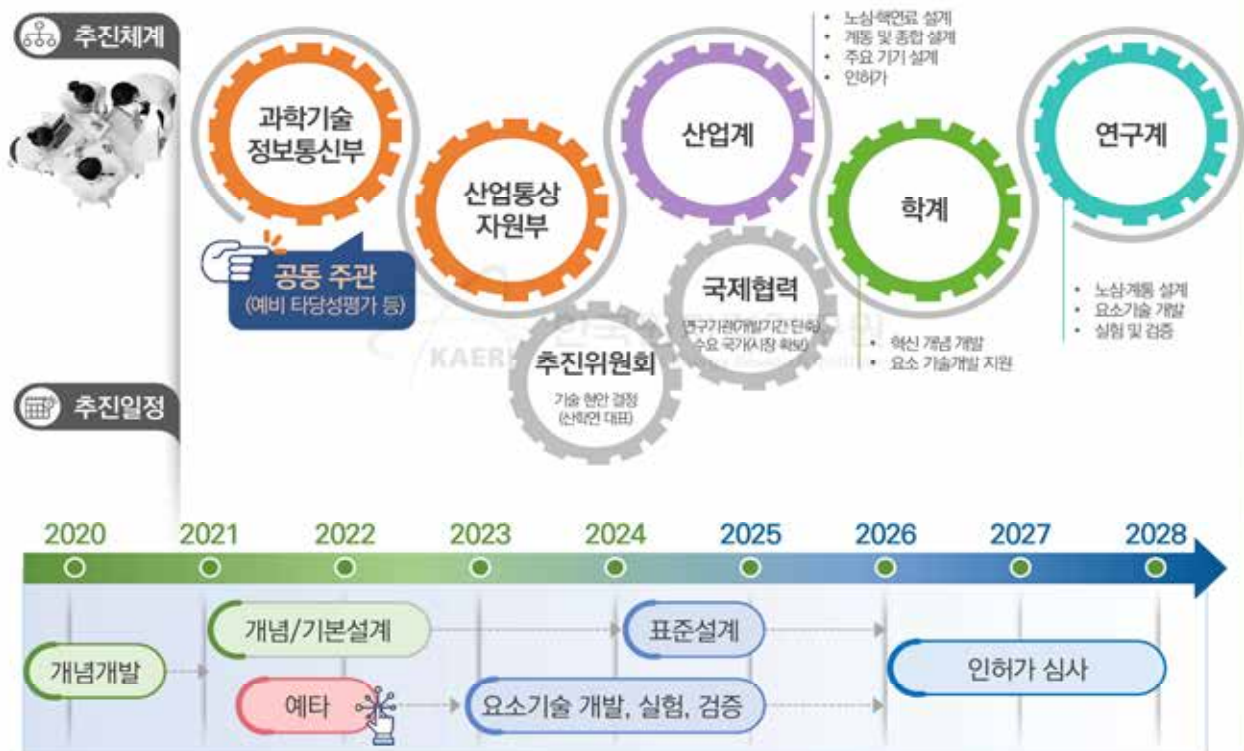 추진체계
과학기술
정보통신부
산업통상
자원부
공동 주관
(예비 타당성평가 등)
산업계
노심·핵연료 설계
계통 및 종합 설계
주요 기기 설계
인허가
학계
혁신 개념 개발
요소 기술개발 지원
연구계
노심·계통 설계
요소기술 개발
실험 및 검증
국제협력
연구기관(개발기간 단축)
수요 국가(시장 확보)
추진위원회
기술 현안 결정
(산학연 대표)
KAERI
추진일정
2020 2021 2022 2023 2024 2025 2026 2027 2028
개념/기본설계 표준설계
개념개발 인허가 심사
예타 요소기술 개발, 실험, 검증